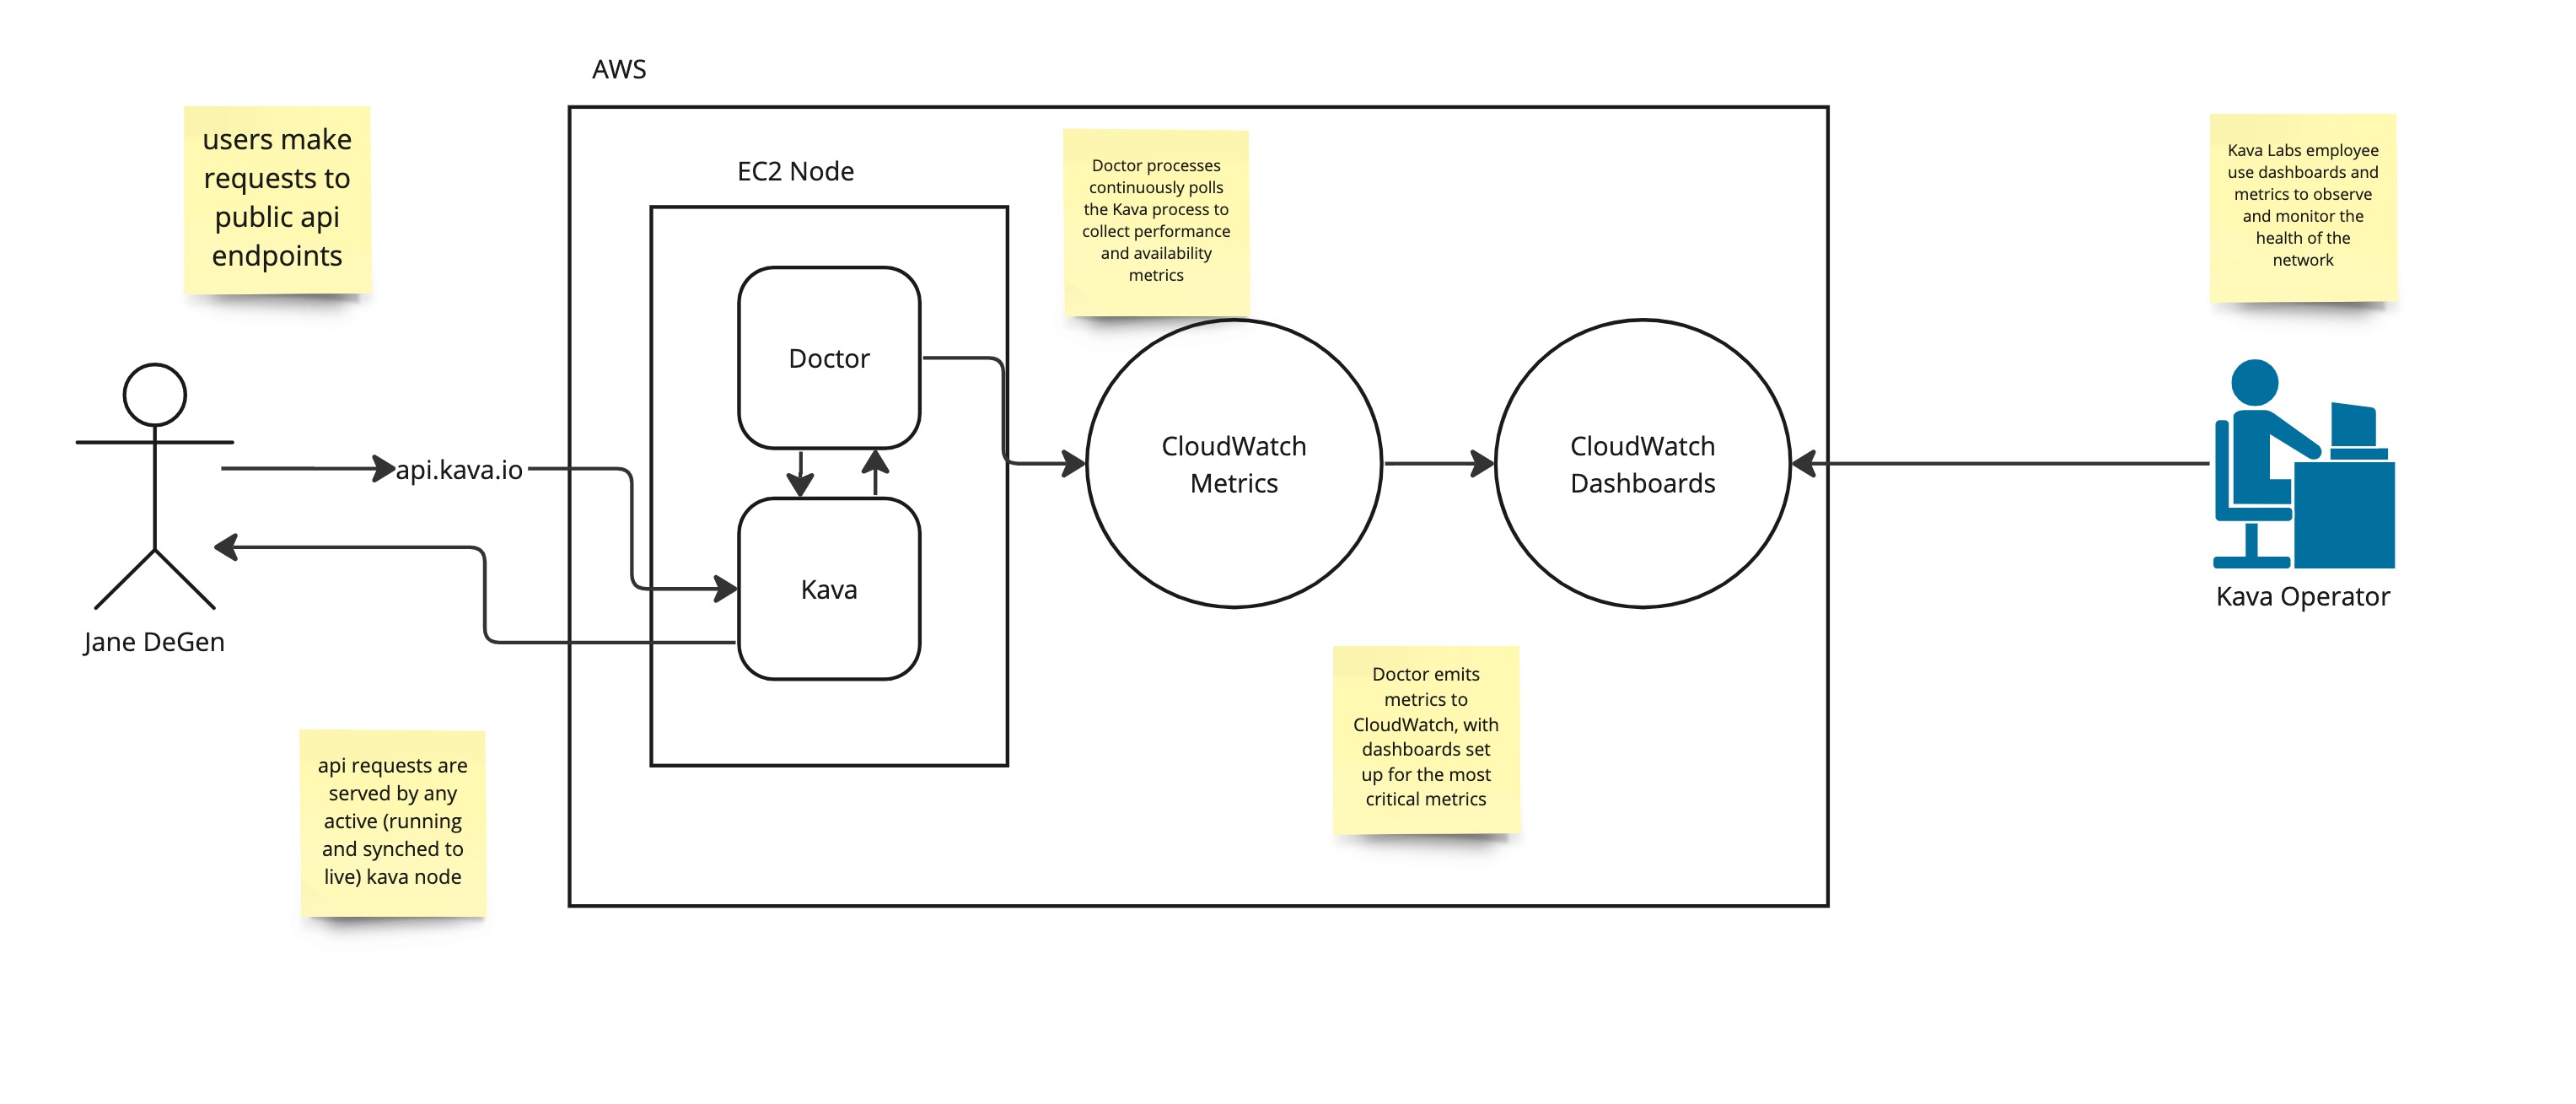 AWS
users make
requests to
public api
endpoints
EC2 Node
Doctor processes
continuously polls
the Kava process to
collect performance
and availability
metrics
Kava Labs employee
use dashboards and
metrics to observe
and monitor the
health of the
network
Doctor
api.kava.io
CloudWatch
Metrics
CloudWatch
Dashboards
Kava
Kava Operator
Jane DeGen
Doctor emits
metrics to
CloudWatch, with
dashboards set
up for the most
critical metrics
api requests are
served by any
active (running
and synched to
live) kava node